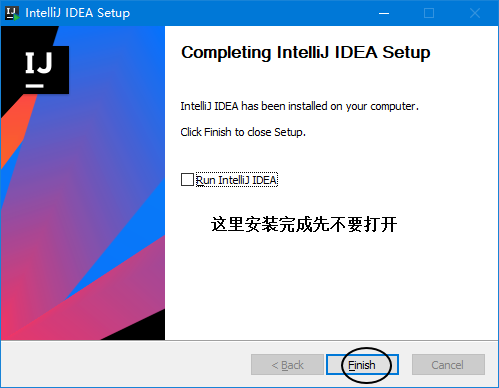 IntelliJ IDEA Setup
IJ
Completing IntelliJ IDEA Setup
IntelliJ IDEA has been installed on your computer.
Click Finish to close Setup.
Run IntelliJ IDEA
这里安装完成先不要打开
< Back
Finish
Cancel